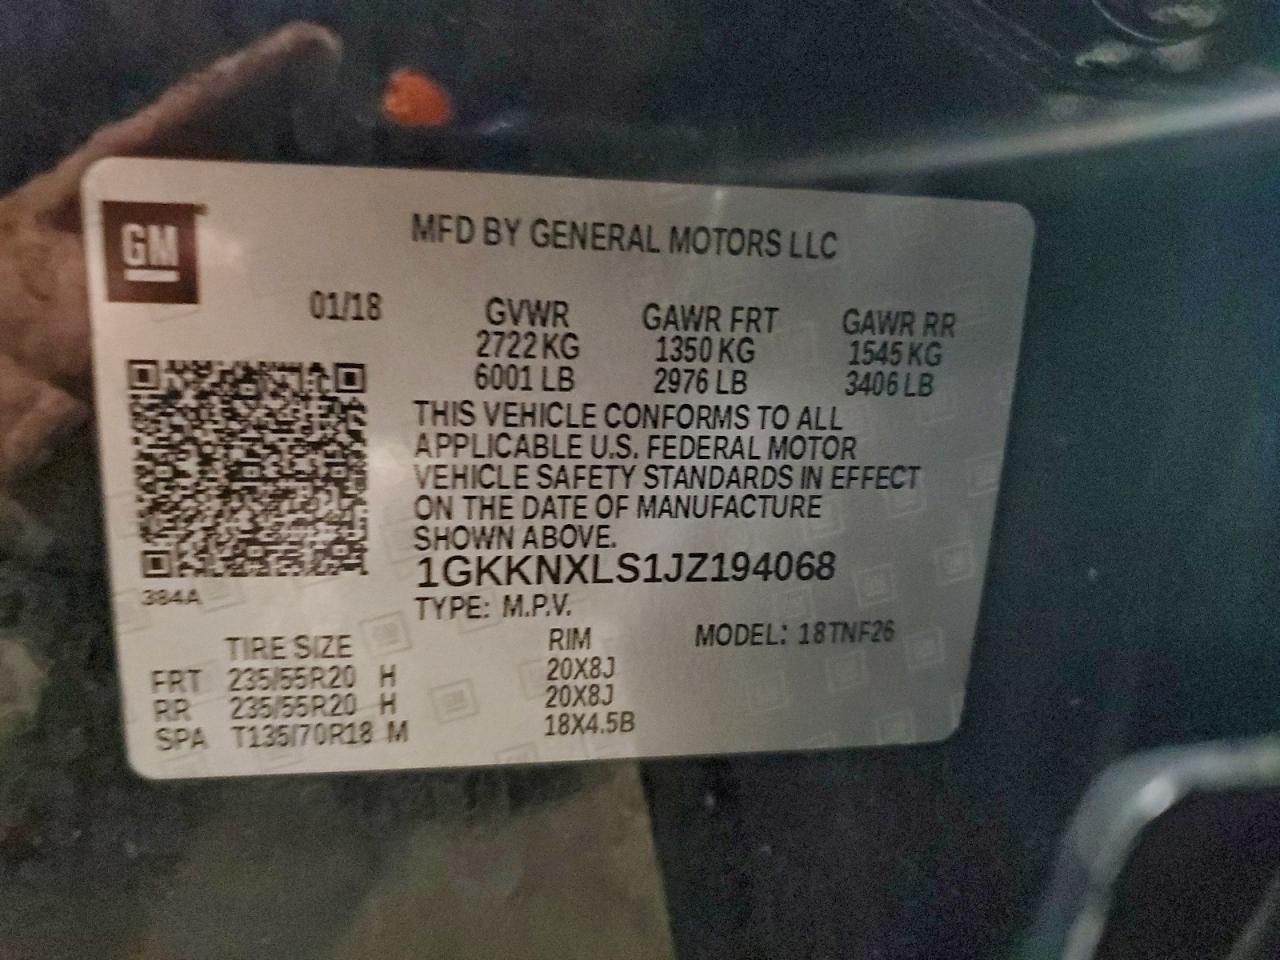 GM
MFD BY GENERAL MOTORS LLC
01/18 GVWR GAWR FRT GAWR RR
2722 KG 1350 KG 1545 KG
6001 LB 2976 LB 3406 LB
THIS VEHICLE CONFORMS TO ALL
APPLICABLE U.S. FEDERAL MOTOR
VEHICLE SAFETY STANDARDS IN EFFECT
ON THE DATE OF MANUFACTURE
SHOWN ABOVE.
1GKKNXLS1JZ194068
384A
TYPE: M.P.V.
TIRE SIZE RIM MODEL: 18TNF26
FRT 235/55R20 H 20X8J
RR 235/55R20 H 20X8J
SPA T135/70R18 M 18X4.5B